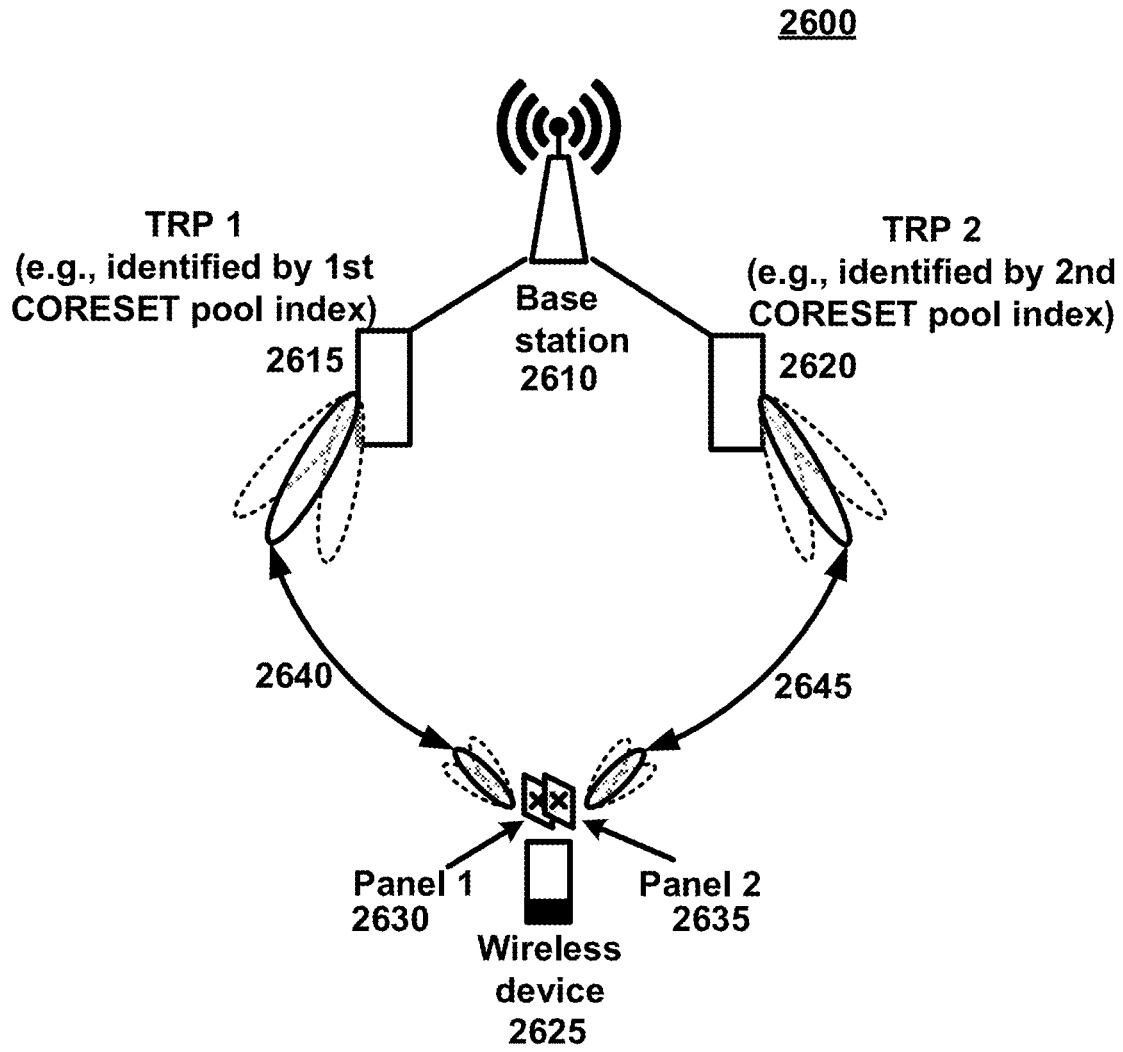 2600
TRP 1
(e.g., identified by 1st
CORESET pool index)
2615
TRP 2
(e.g., identified by 2nd
CORESET pool index)
2620
Base
station
2610
2640
2645
Panel 1
2630
Panel 2
2635
Wireless
device
2625